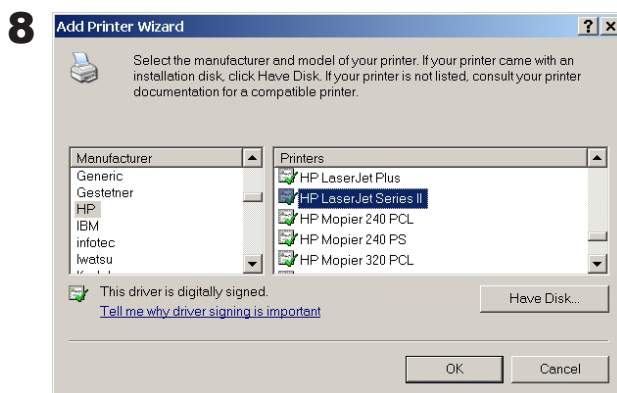 8
Add Printer Wizard
Select the manufacturer and model of your printer. If your printer came with an
installation disk, click Have Disk. If your printer is not listed, consult your printer
documentation for a compatible printer.
Manufacturer
Generic
Gestetner
HP
IBM
infotec
Iwatsu
Printers
HP LaserJet Plus
HP LaserJet Series II
HP Mopier 240 PCL
HP Mopier 240 PS
HP Mopier 320 PCL
This driver is digitally signed.
Tell me why driver signing is important
Have Disk...
OK
Cancel